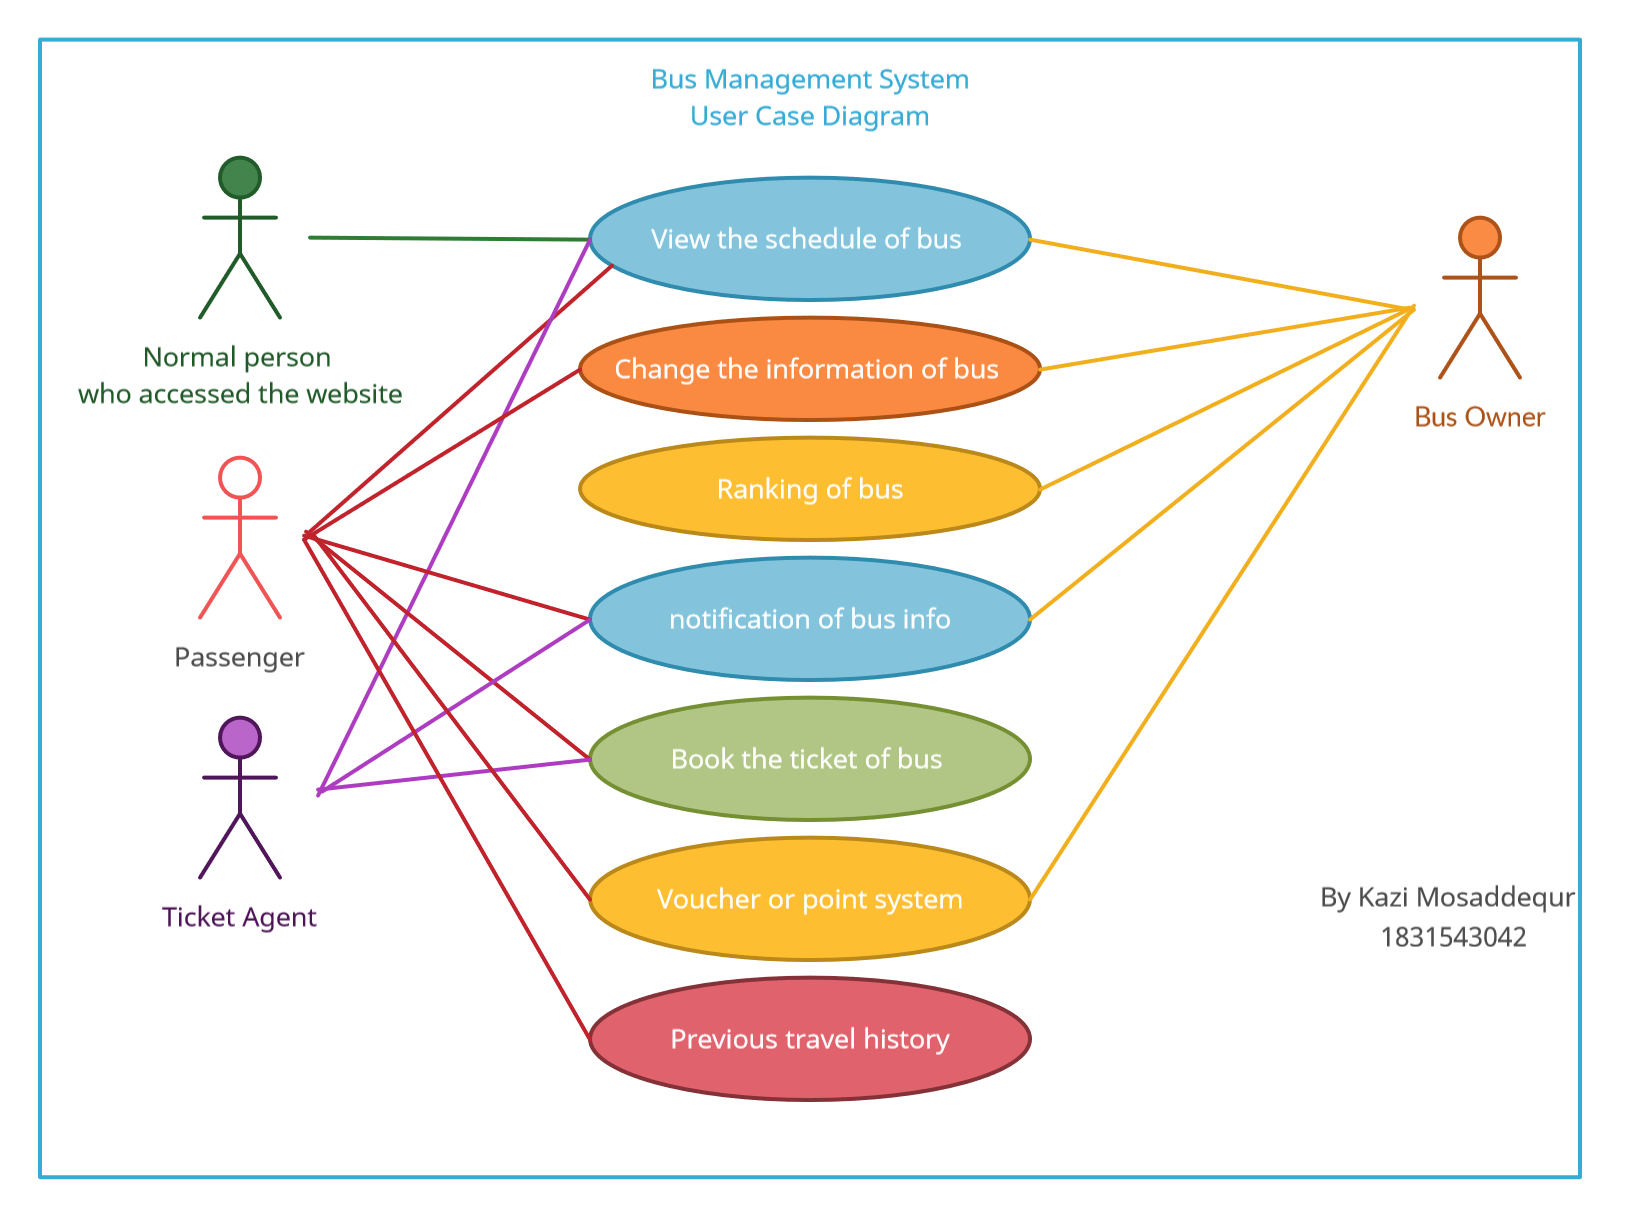 Bus Management System
User Case Diagram
View the schedule of bus
Normal person
who accessed the website
Change the information of bus
Bus Owner
Ranking of bus
notification of bus info
Passenger
Book the ticket of bus
Ticket Agent
Voucher or point system
By Kazi Mosaddequr
1831543042
Previous travel history